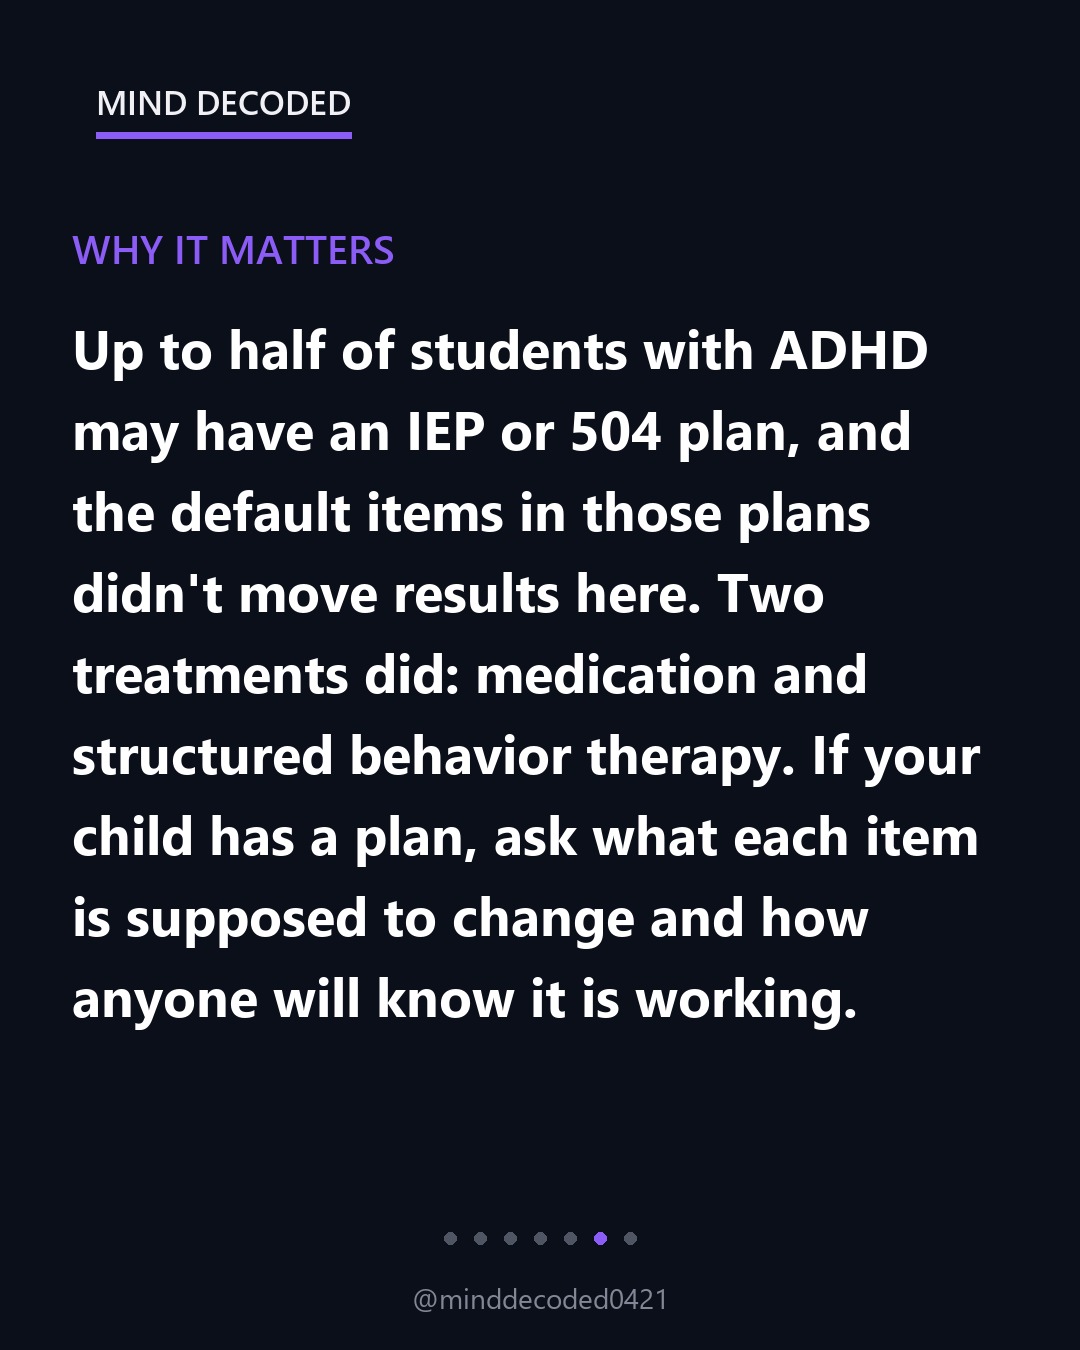 MIND DECODED
WHY IT MATTERS
Up to half of students with ADHD
may have an IEP or 504 plan, and
the default items in those plans
didn't move results here. Two
treatments did: medication and
structured behavior therapy. If your
child has a plan, ask what each item
is supposed to change and how
anyone will know it is working.
@minddecoded0421